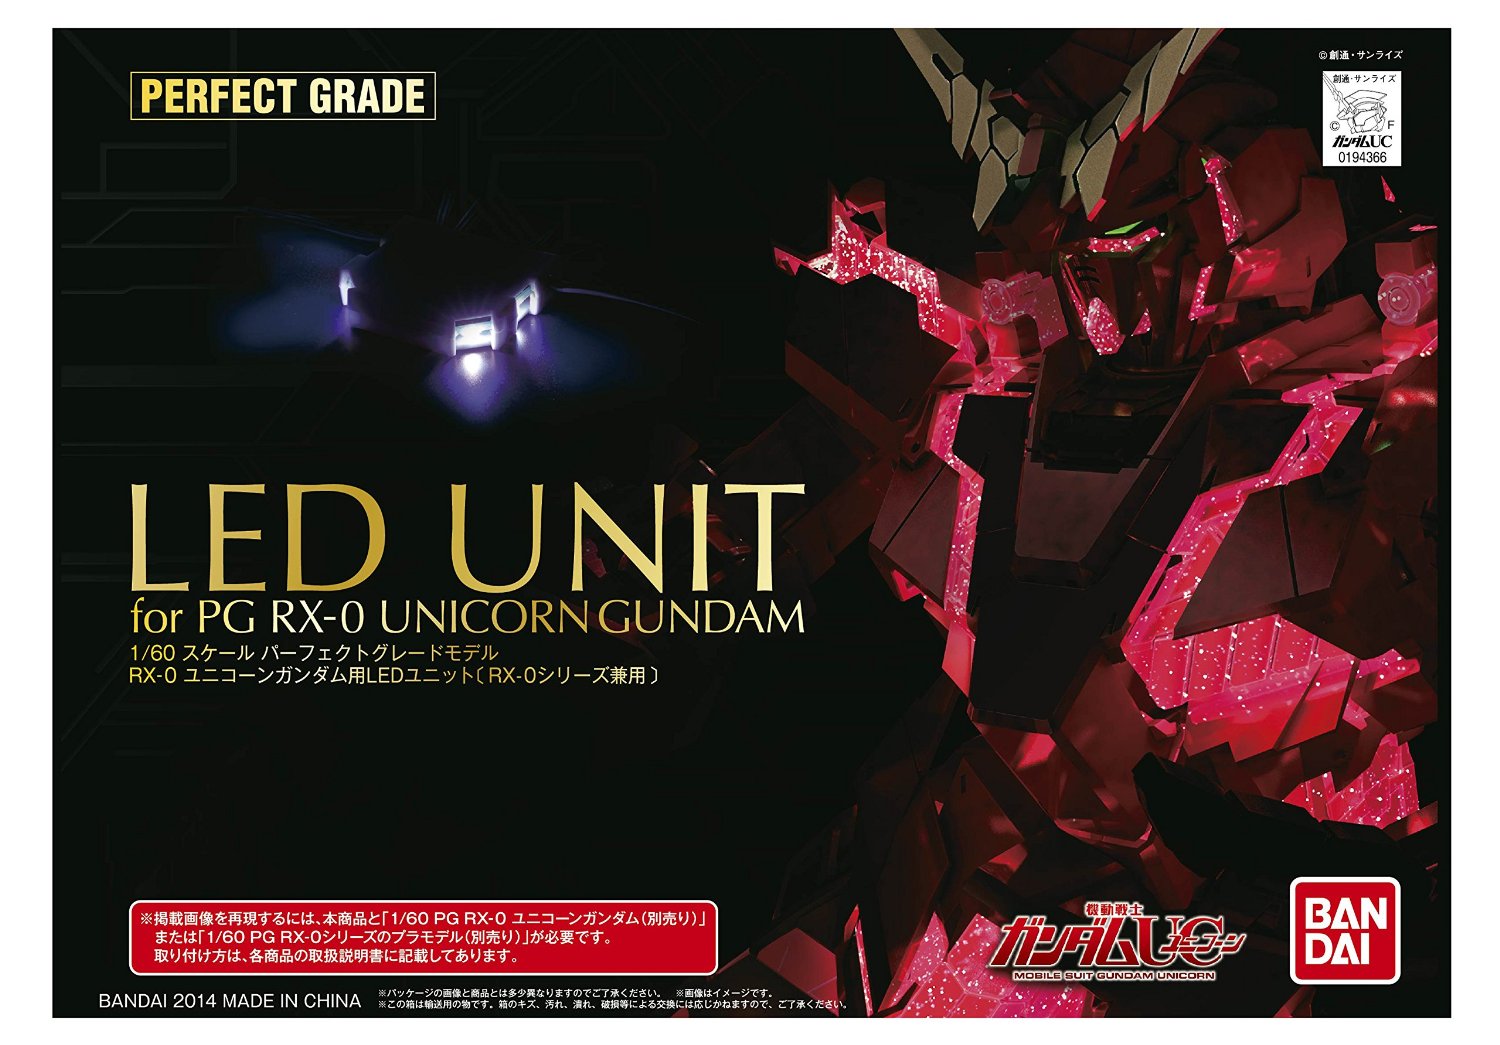 PERFECT GRADE
©創通・サンライズ
創通・サンライズ
© F
ガンダムUC
0194366
LED UNIT
for PG RX-0 UNICORN GUNDAM
1/60 スケール パーフェクトグレードモデル
RX-0 ユニコーンガンダム用LEDユニット〔RX-0シリーズ兼用〕
※掲載画像を再現するには、本商品と「1/60 PG RX-0 ユニコーンガンダム(別売り)」
または「1/60 PG RX-0シリーズのプラモデル(別売り)」が必要です。
取り付け方は、各商品の取扱説明書に記載してあります。
機動戦士
ガンダムUC
ユニコーン
MOBILE SUIT GUNDAM UNICORN
BAN
DAI
BANDAI 2014 MADE IN CHINA
※パッケージの画像と商品とは多少異なりますのでご了承ください。 ※画像はイメージです。
※この箱は輸送用の物です。箱のキズ、汚れ、潰れ、破損等による交換には応じかねますので、ご了承ください。